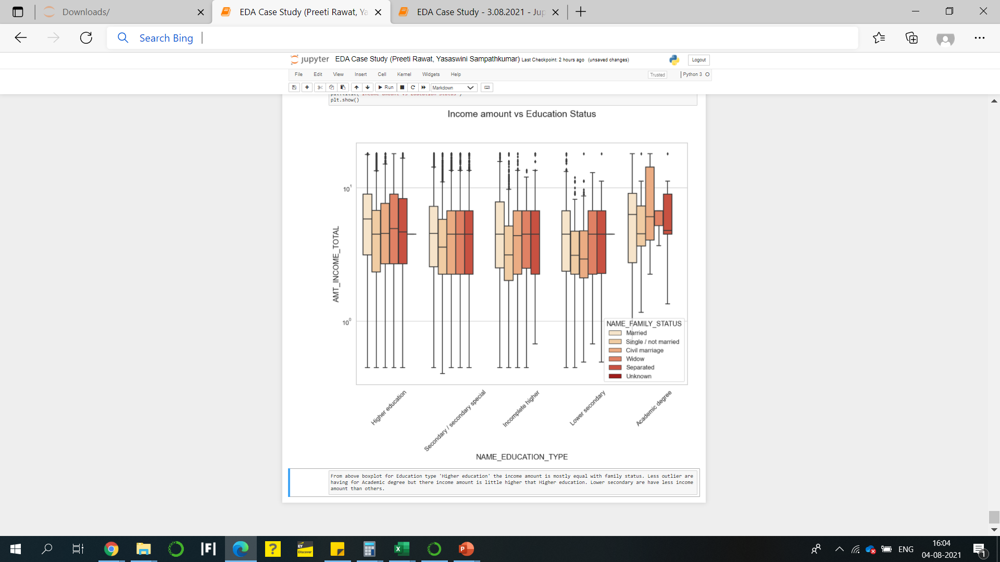 Downloads/
EDA Case Study (Preeti Rawat, Ya
EDA Case Study - 3.08.2021 - Jup
Search Bing
jupyter EDA Case Study (Preeti Rawat, Yasaswini Sampathkumar) Last Checkpoint: 2 hours ago (unsaved changes)
Logout
File Edit View Insert Cell Kernel Widgets Help
Trusted
Python 3
Run
Markdown
plt.show()
Income amount vs Education Status
10¹
10⁰
AMT_INCOME_TOTAL
NAME_FAMILY_STATUS
Married
Single / not married
Civil marriage
Widow
Separated
Unknown
Higher education
Secondary / secondary special
Incomplete higher
Lower secondary
Academic degree
NAME_EDUCATION_TYPE
From above boxplot for Education type 'Higher education' the income amount is mostly equal with family status. Less outlier are
having for Academic degree but there income amount is little higher that Higher education. Lower secondary are have less income
amount than others.
|F|
?
EY
Discover
X
P
ENG
16:04
04-08-2021
1